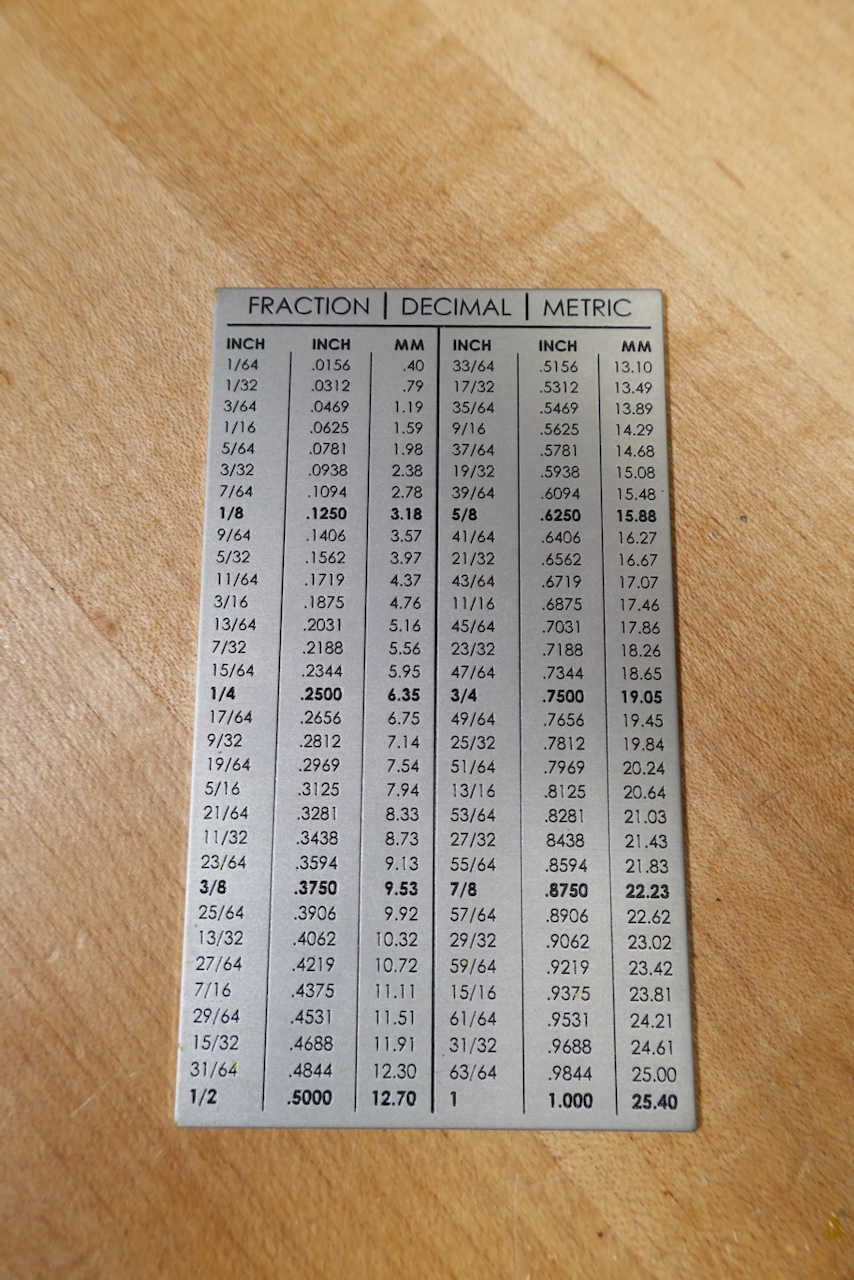 FRACTION | DECIMAL | METRIC
INCH INCH MM INCH INCH MM
1/64 .0156 .40 33/64 .5156 13.10
1/32 .0312 .79 17/32 .5312 13.49
3/64 .0469 1.19 35/64 .5469 13.89
1/16 .0625 1.59 9/16 .5625 14.29
5/64 .0781 1.98 37/64 .5781 14.68
3/32 .0938 2.38 19/32 .5938 15.08
7/64 .1094 2.78 39/64 .6094 15.48
1/8 .1250 3.18 5/8 .6250 15.88
9/64 .1406 3.57 41/64 .6406 16.27
5/32 .1562 3.97 21/32 .6562 16.67
11/64 .1719 4.37 43/64 .6719 17.07
3/16 .1875 4.76 11/16 .6875 17.46
13/64 .2031 5.16 45/64 .7031 17.86
7/32 .2188 5.56 23/32 .7188 18.26
15/64 .2344 5.95 47/64 .7344 18.65
1/4 .2500 6.35 3/4 .7500 19.05
17/64 .2656 6.75 49/64 .7656 19.45
9/32 .2812 7.14 25/32 .7812 19.84
19/64 .2969 7.54 51/64 .7969 20.24
5/16 .3125 7.94 13/16 .8125 20.64
21/64 .3281 8.33 53/64 .8281 21.03
11/32 .3438 8.73 27/32 8438 21.43
23/64 .3594 9.13 55/64 .8594 21.83
3/8 .3750 9.53 7/8 .8750 22.23
25/64 .3906 9.92 57/64 .8906 22.62
13/32 .4062 10.32 29/32 .9062 23.02
27/64 .4219 10.72 59/64 .9219 23.42
7/16 .4375 11.11 15/16 .9375 23.81
29/64 .4531 11.51 61/64 .9531 24.21
15/32 .4688 11.91 31/32 .9688 24.61
31/64 .4844 12.30 63/64 .9844 25.00
1/2 .5000 12.70 1 1.000 25.40